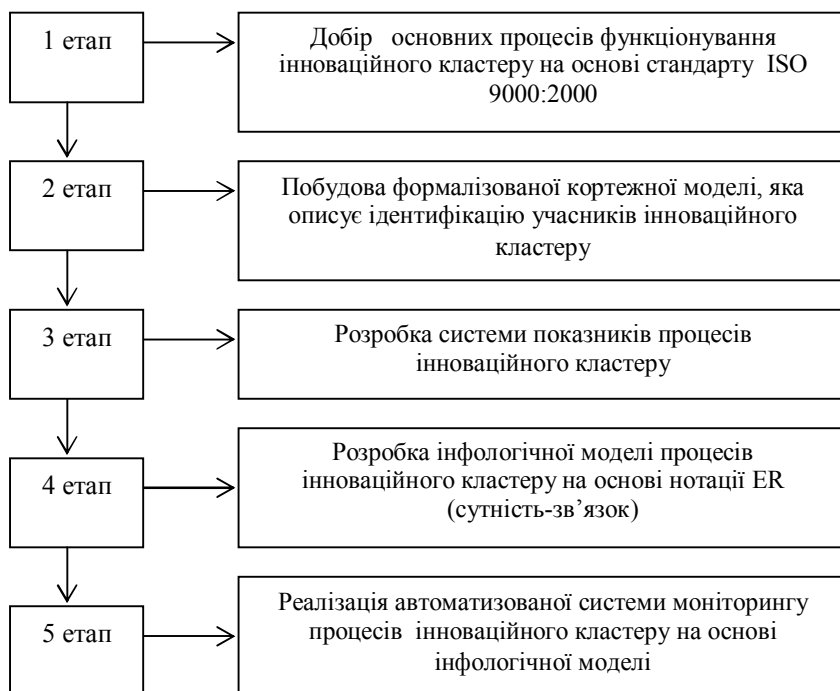 1 етап
Добір основних процесів функціонування
інноваційного кластеру на основі стандарту ISO
9000:2000
2 етап
Побудова формалізованої кортежної моделі, яка
описує ідентифікацію учасників інноваційного
кластеру
3 етап
Розробка системи показників процесів
інноваційного кластеру
4 етап
Розробка інфологічної моделі процесів
інноваційного кластеру на основі нотації ER
(сутність-зв’язок)
5 етап
Реалізація автоматизованої системи моніторингу
процесів інноваційного кластеру на основі
інфологічної моделі